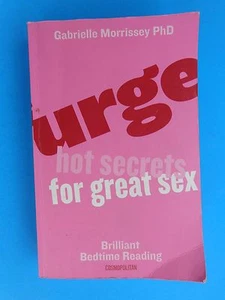 Gabrielle Morrissey PhD
urge
hot secrets
for great sex
Brilliant
Bedtime Reading
COSMOPOLITAN